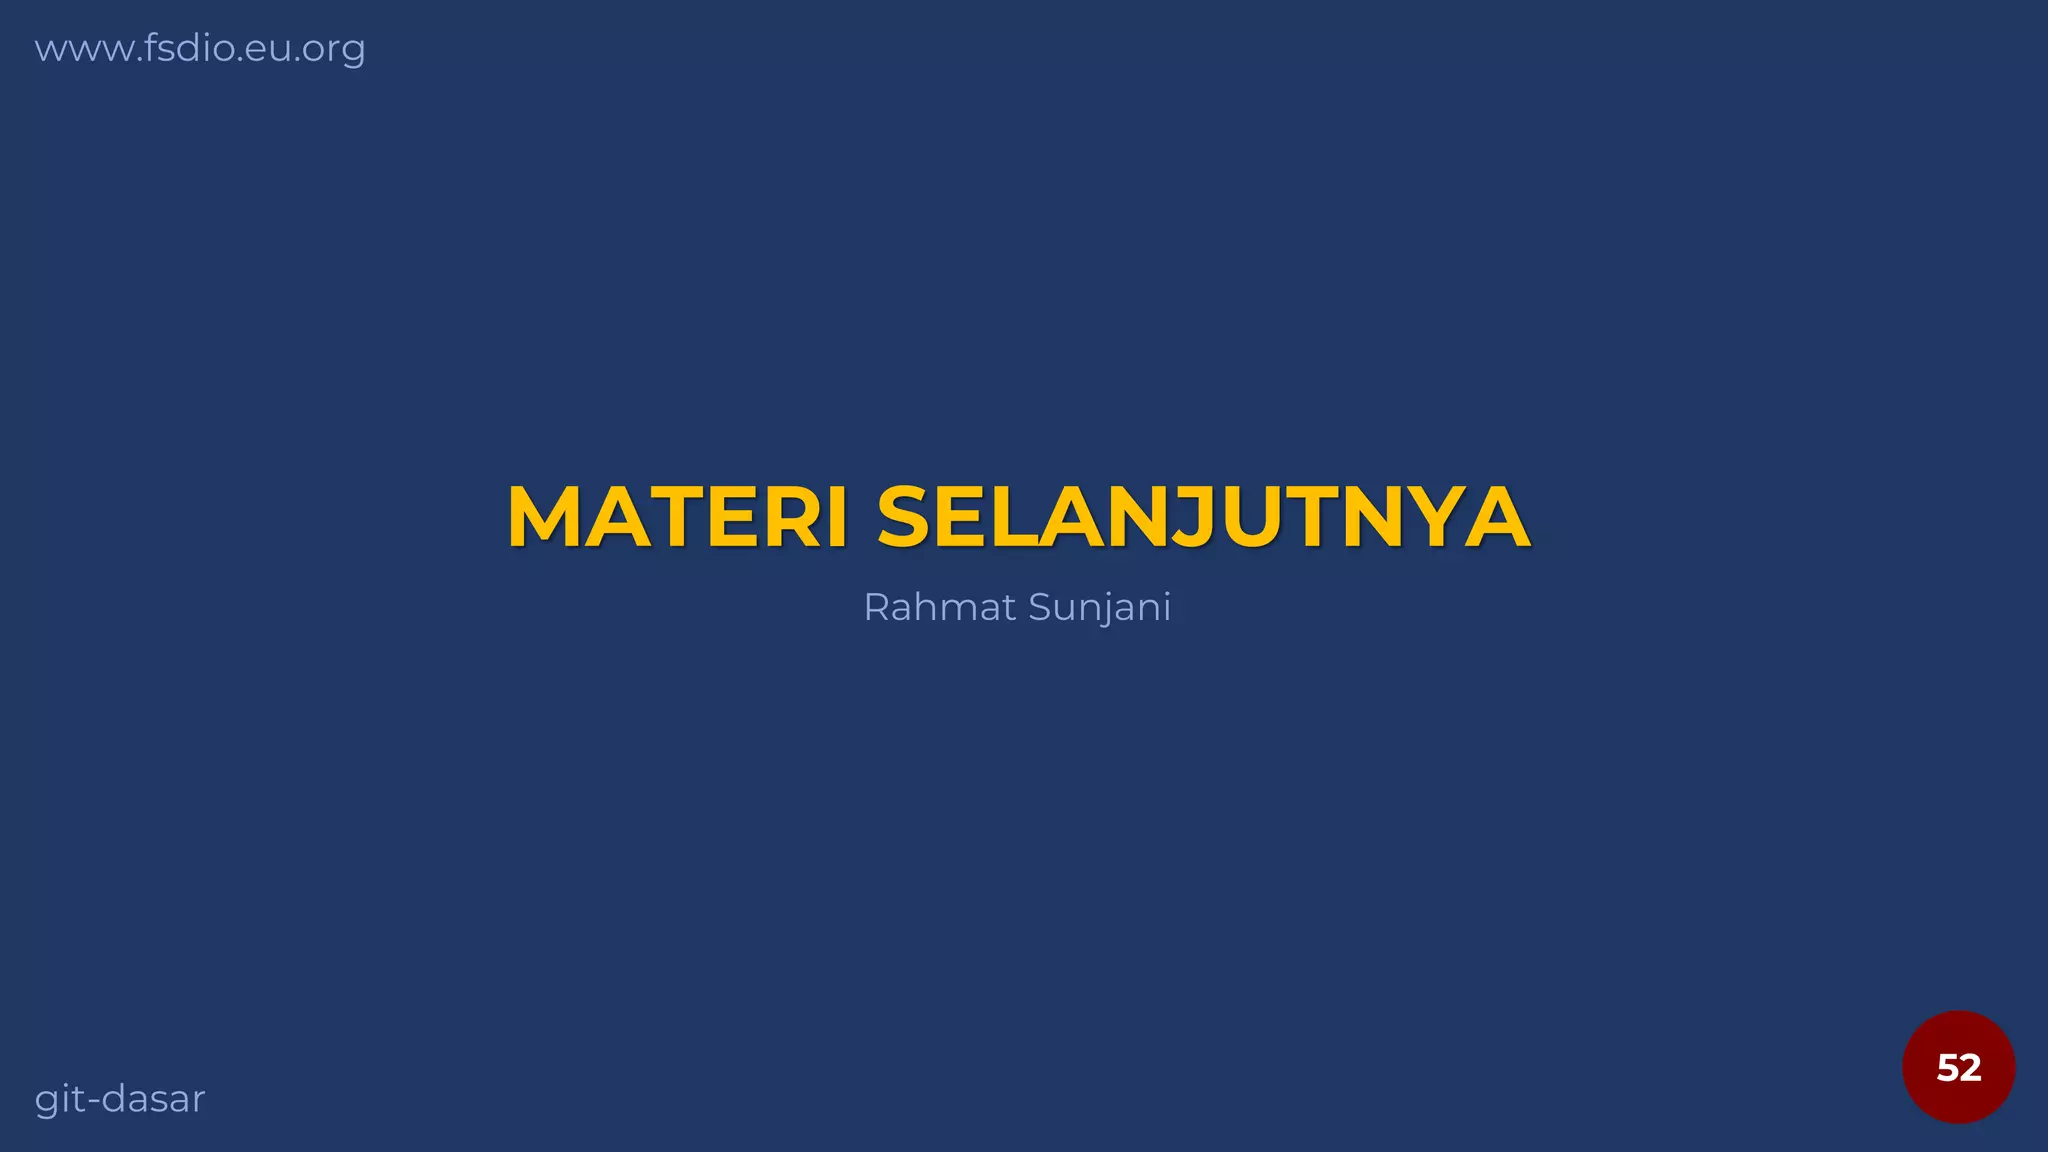 www.fsdio.eu.org
MATERI SELANJUTNYA
Rahmat Sunjani
git-dasar
52